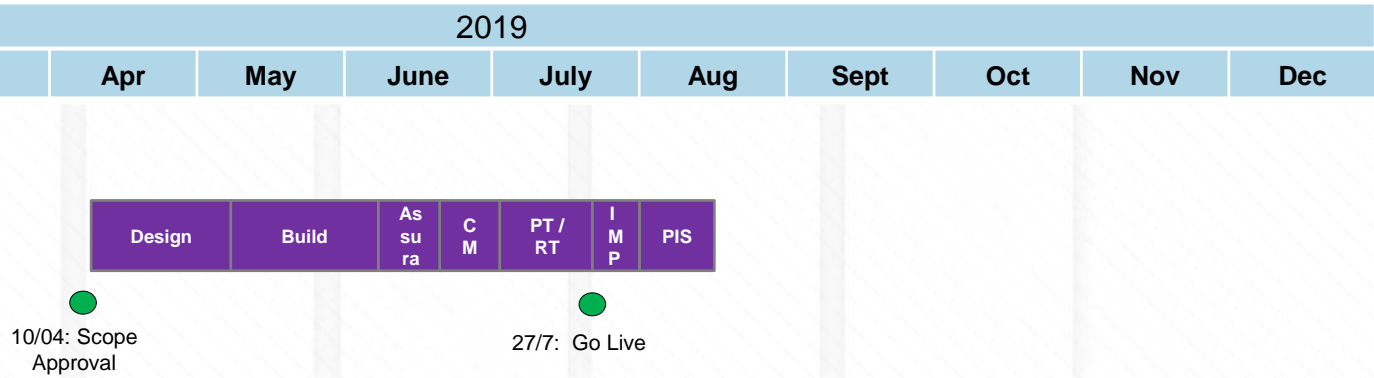 2019
Apr May June July Aug Sept Oct Nov Dec
Design
Build
As
su
ra
C
M
PT /
RT
I
M
P
PIS
10/04: Scope
Approval
27/7: Go Live